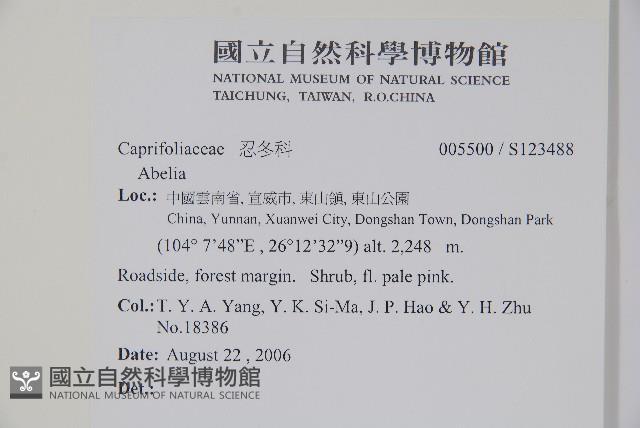 國立自然科學博物館
NATIONAL MUSEUM OF NATURAL SCIENCE
TAICHUNG, TAIWAN, R.O.CHINA
Caprifoliaceae 忍冬科 005500 / S123488
Abelia
Loc.: 中國雲南省, 宣威市, 東山鎮, 東山公園
China, Yunnan, Xuanwei City, Dongshan Town, Dongshan Park
(104° 7'48"E , 26°12'32"9) alt. 2,248 m.
Roadside, forest margin. Shrub, fl. pale pink.
Col.: T. Y. A. Yang, Y. K. Si-Ma, J. P. Hao & Y. H. Zhu
No.18386
Date: August 22 , 2006
Det.:
國立自然科學博物館
NATIONAL MUSEUM OF NATURAL SCIENCE